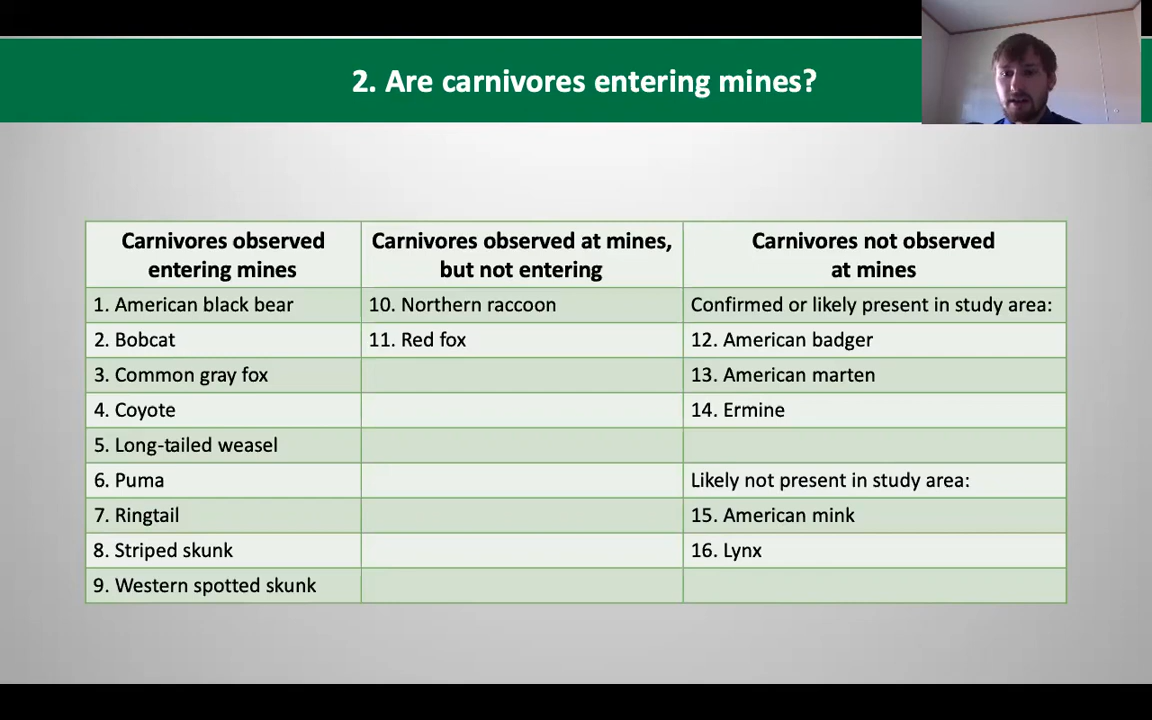 2. Are carnivores entering mines?
Carnivores observed
entering mines
Carnivores observed at mines,
but not entering
Carnivores not observed
at mines
1. American black bear
10. Northern raccoon
Confirmed or likely present in study area:
2. Bobcat
11. Red fox
12. American badger
3. Common gray fox
13. American marten
4. Coyote
14. Ermine
5. Long-tailed weasel
6. Puma
Likely not present in study area:
7. Ringtail
15. American mink
8. Striped skunk
16. Lynx
9. Western spotted skunk